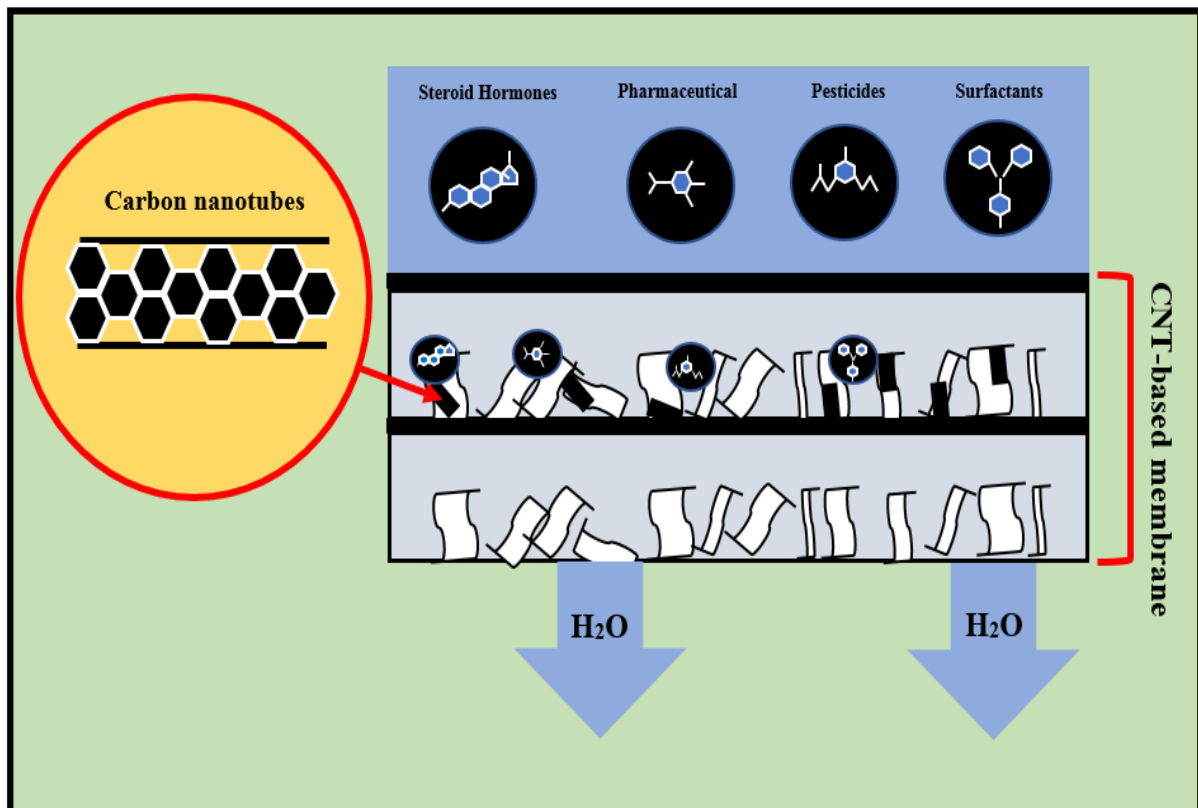 Steroid Hormones
Pharmaceutical
Pesticides
Surfactants
Carbon nanotubes
CNT-based membrane
H₂O
H₂O